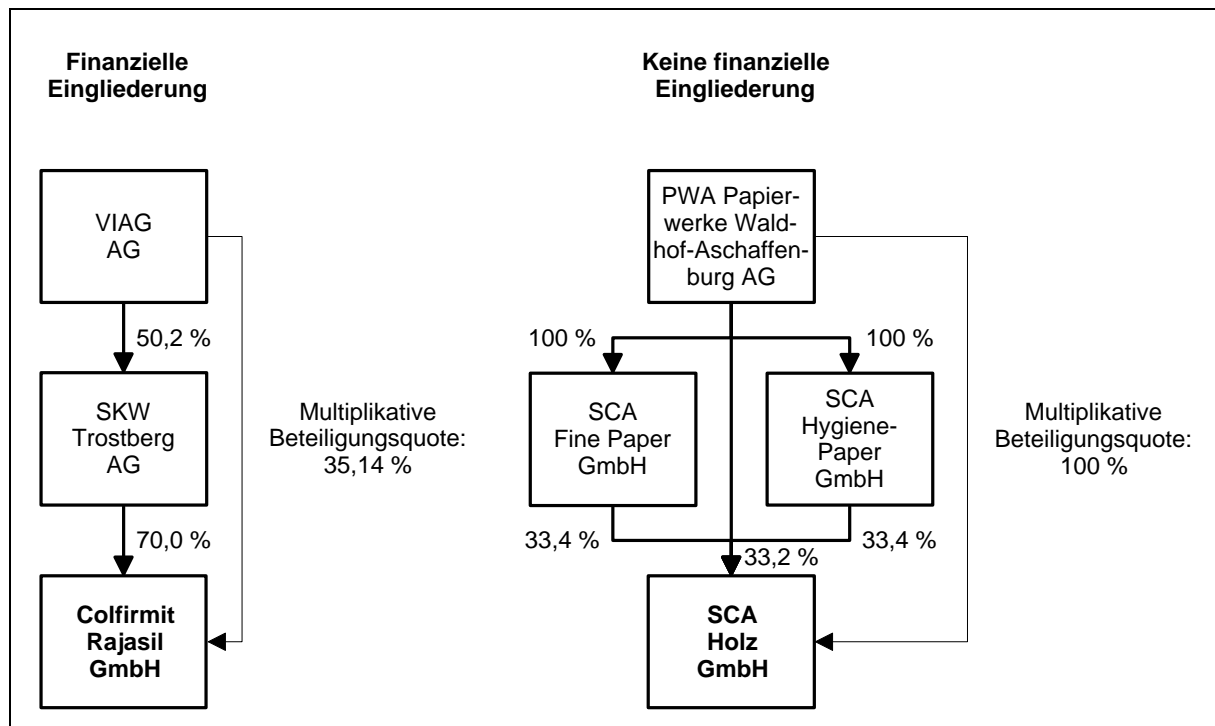 Finanzielle
Eingliederung
VIAG
AG
50,2 %
SKW
Trostberg
AG
Multiplikative
Beteiligungsquote:
35,14 %
70,0 %
Colfirmit
Rajasil
GmbH
Keine finanzielle
Eingliederung
PWA Papier-
werke Wald-
hof-Aschaffen-
burg AG
100 %
100 %
SCA
Fine Paper
GmbH
SCA
Hygiene-
Paper
GmbH
Multiplikative
Beteiligungsquote:
100 %
33,4 %
33,2 %
33,4 %
SCA
Holz
GmbH